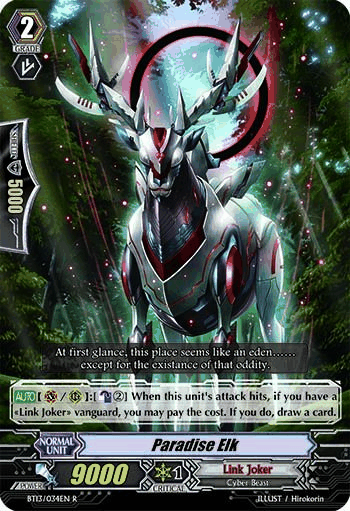 2
GRADE
SHIELD 5000
At first glance, this place seems like an eden……
except for the existance of that oddity.
AUTO [ / ]:[ ②] When this unit's attack hits, if you have a
«Link Joker» vanguard, you may pay the cost. If you do, draw a card.
NORMAL
UNIT
Paradise Elk
POWER 9000
1
CRITICAL
Link Joker
Cyber Beast
BT13/034EN R
ILLUST / Hirokorin